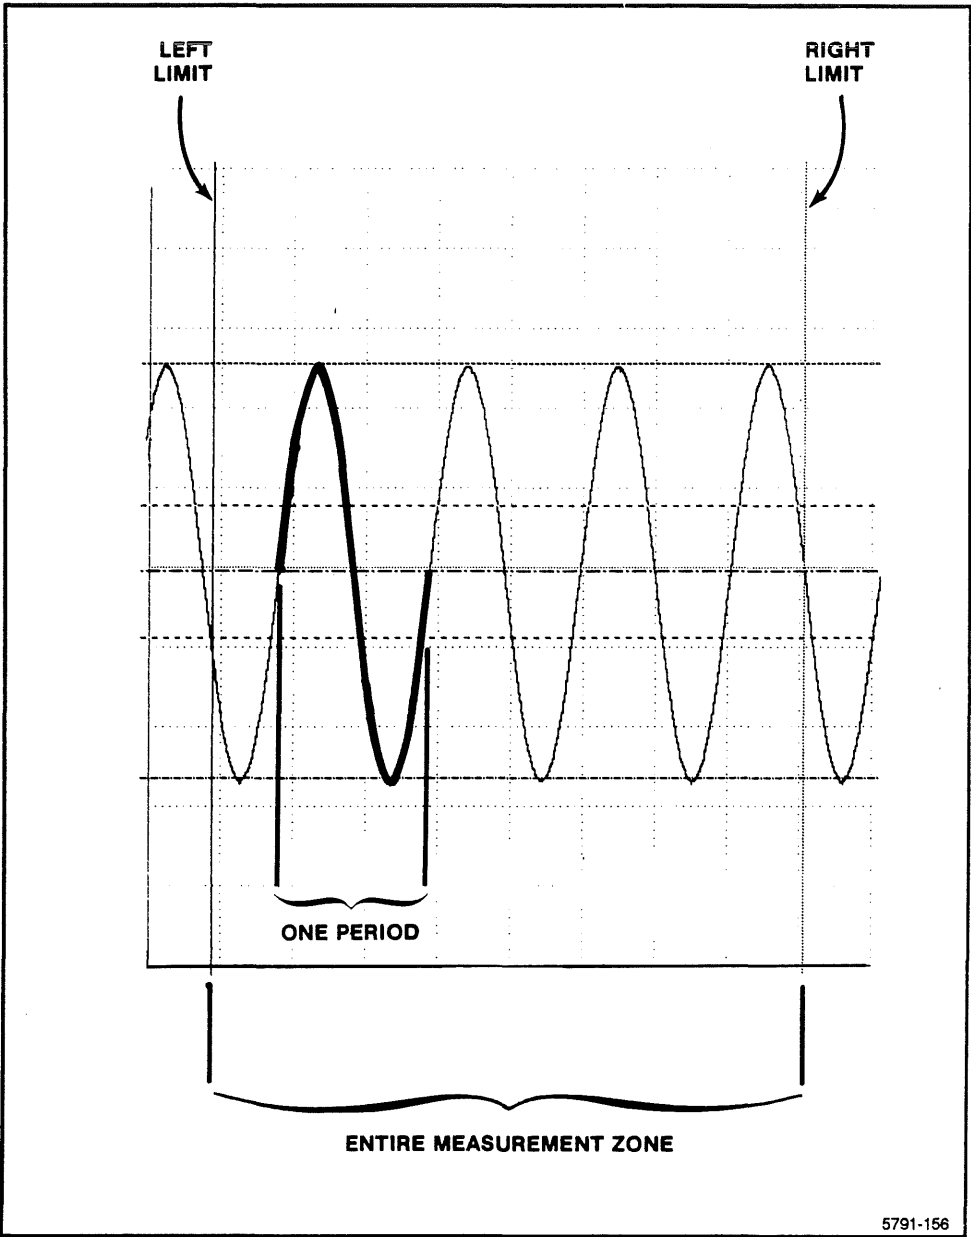 LEFT
LIMIT
RIGHT
LIMIT
ONE PERIOD
ENTIRE MEASUREMENT ZONE
5791-156